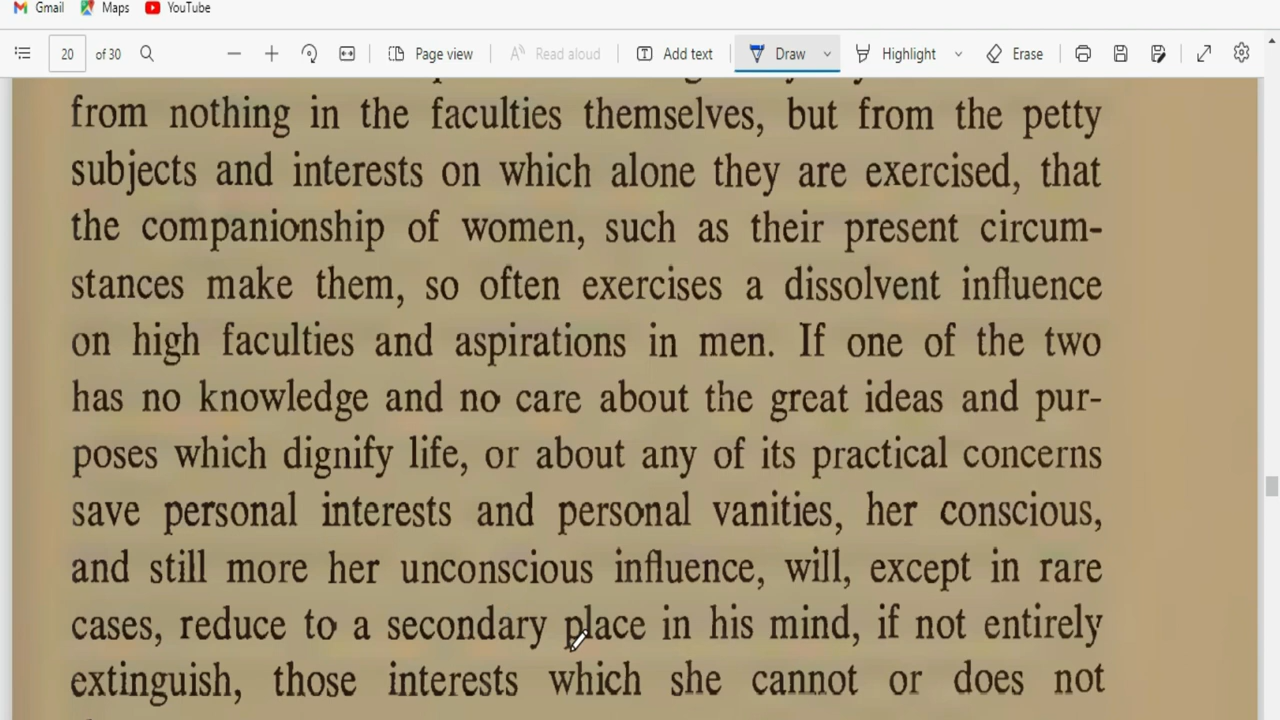 Gmail Maps YouTube
20 of 30 Page view Read aloud Add text Draw Highlight Erase
from nothing in the faculties themselves, but from the petty
subjects and interests on which alone they are exercised, that
the companionship of women, such as their present circum-
stances make them, so often exercises a dissolvent influence
on high faculties and aspirations in men. If one of the two
has no knowledge and no care about the great ideas and pur-
poses which dignify life, or about any of its practical concerns
save personal interests and personal vanities, her conscious,
and still more her unconscious influence, will, except in rare
cases, reduce to a secondary place in his mind, if not entirely
extinguish, those interests which she cannot or does not